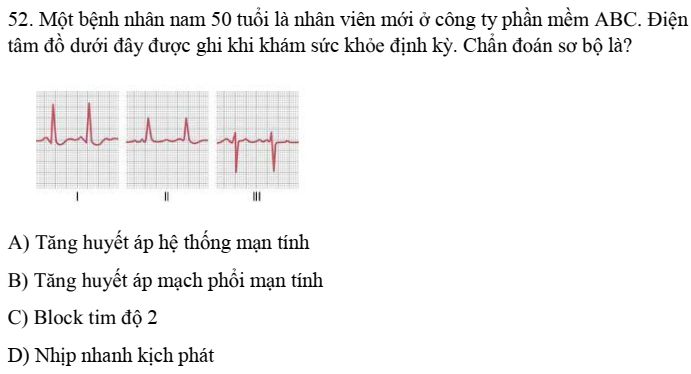 52. Một bệnh nhân nam 50 tuổi là nhân viên mới ở công ty phần mềm ABC. Điện
tâm đồ dưới đây được ghi khi khám sức khỏe định kỳ. Chẩn đoán sơ bộ là?
I II III
A) Tăng huyết áp hệ thống mạn tính
B) Tăng huyết áp mạch phổi mạn tính
C) Block tim độ 2
D) Nhịp nhanh kịch phát